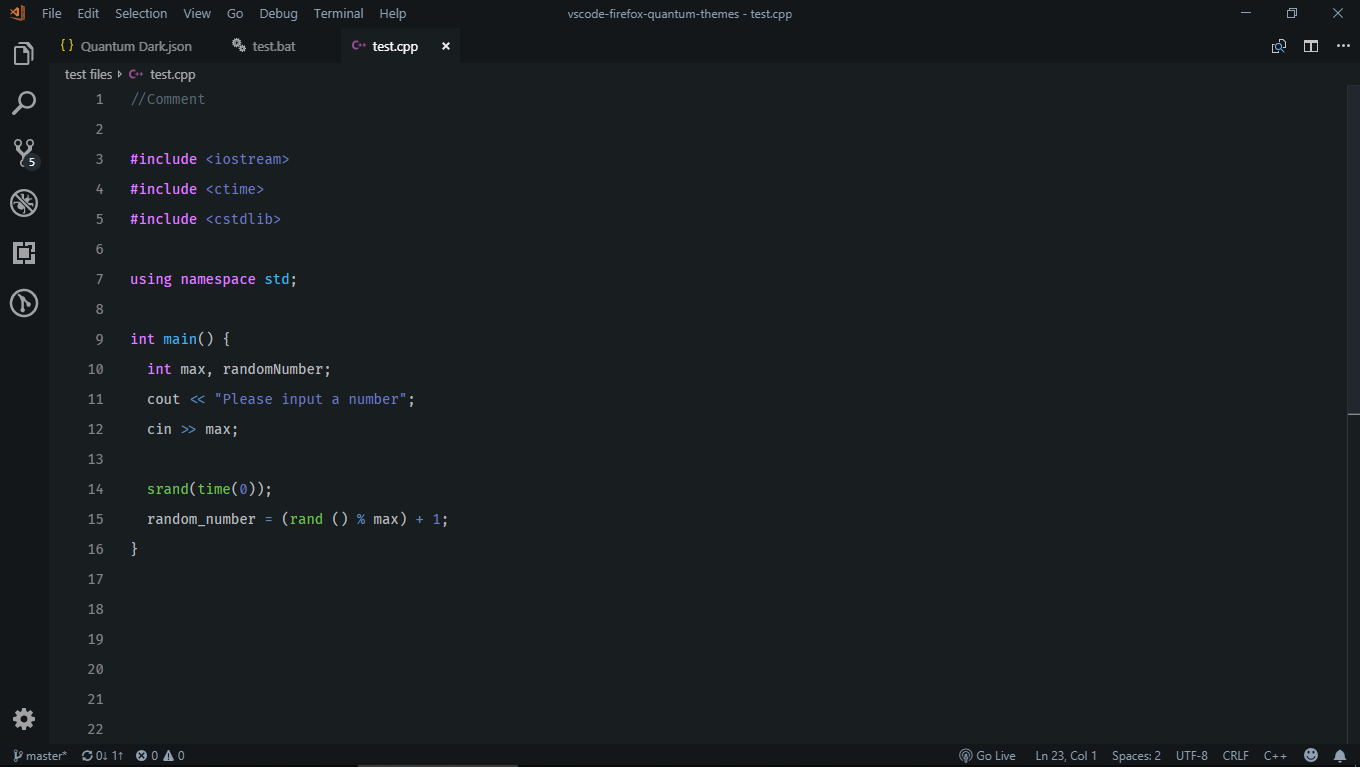 File Edit Selection View Go Debug Terminal Help vscode-firefox-quantum-themes - test.cpp
{} Quantum Dark.json test.bat C++ test.cpp ×
test files C++ test.cpp
1 //Comment
2
3 #include <iostream>
4 #include <ctime>
5 #include <cstdlib>
6
7 using namespace std;
8
9 int main() {
10 int max, randomNumber;
11 cout << "Please input a number";
12 cin >> max;
13
14 srand(time(0));
15 random_number = (rand () % max) + 1;
16 }
17
18
19
20
21
22
5
master* 0↓ 1↑ 0 0 Go Live Ln 23, Col 1 Spaces: 2 UTF-8 CRLF C++